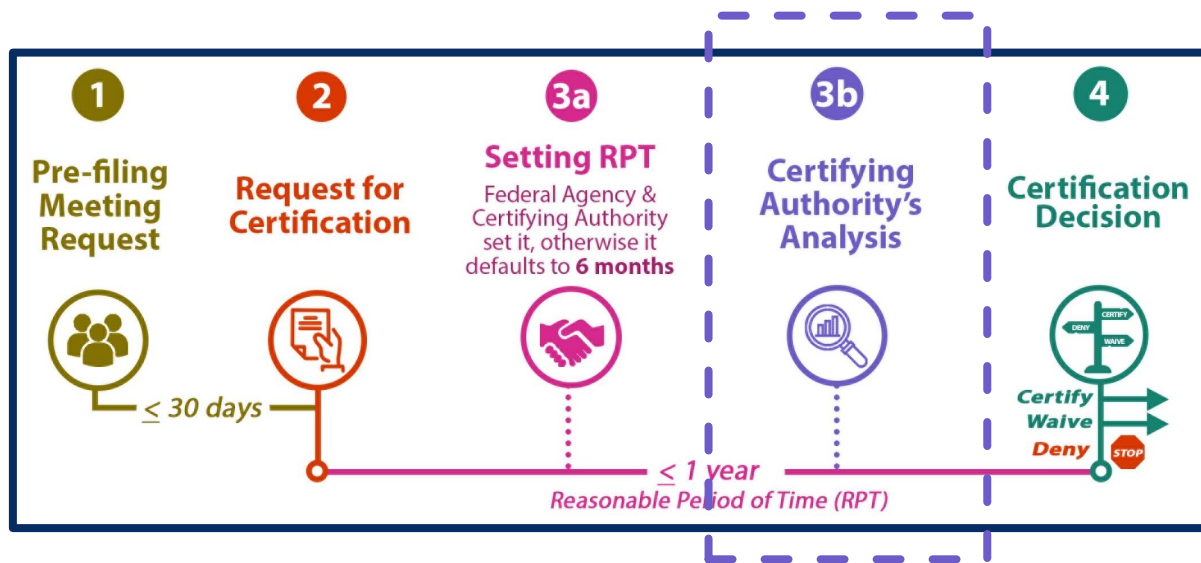 1
Pre-filing
Meeting
Request
2
Request for
Certification
3a
Setting RPT
Federal Agency &
Certifying Authority
set it, otherwise it
defaults to 6 months
3b
Certifying
Authority's
Analysis
4
Certification
Decision
CERTIFY
DENY
WAIVE
≤ 30 days
Certify
Waive
Deny
STOP
≤ 1 year
Reasonable Period of Time (RPT)